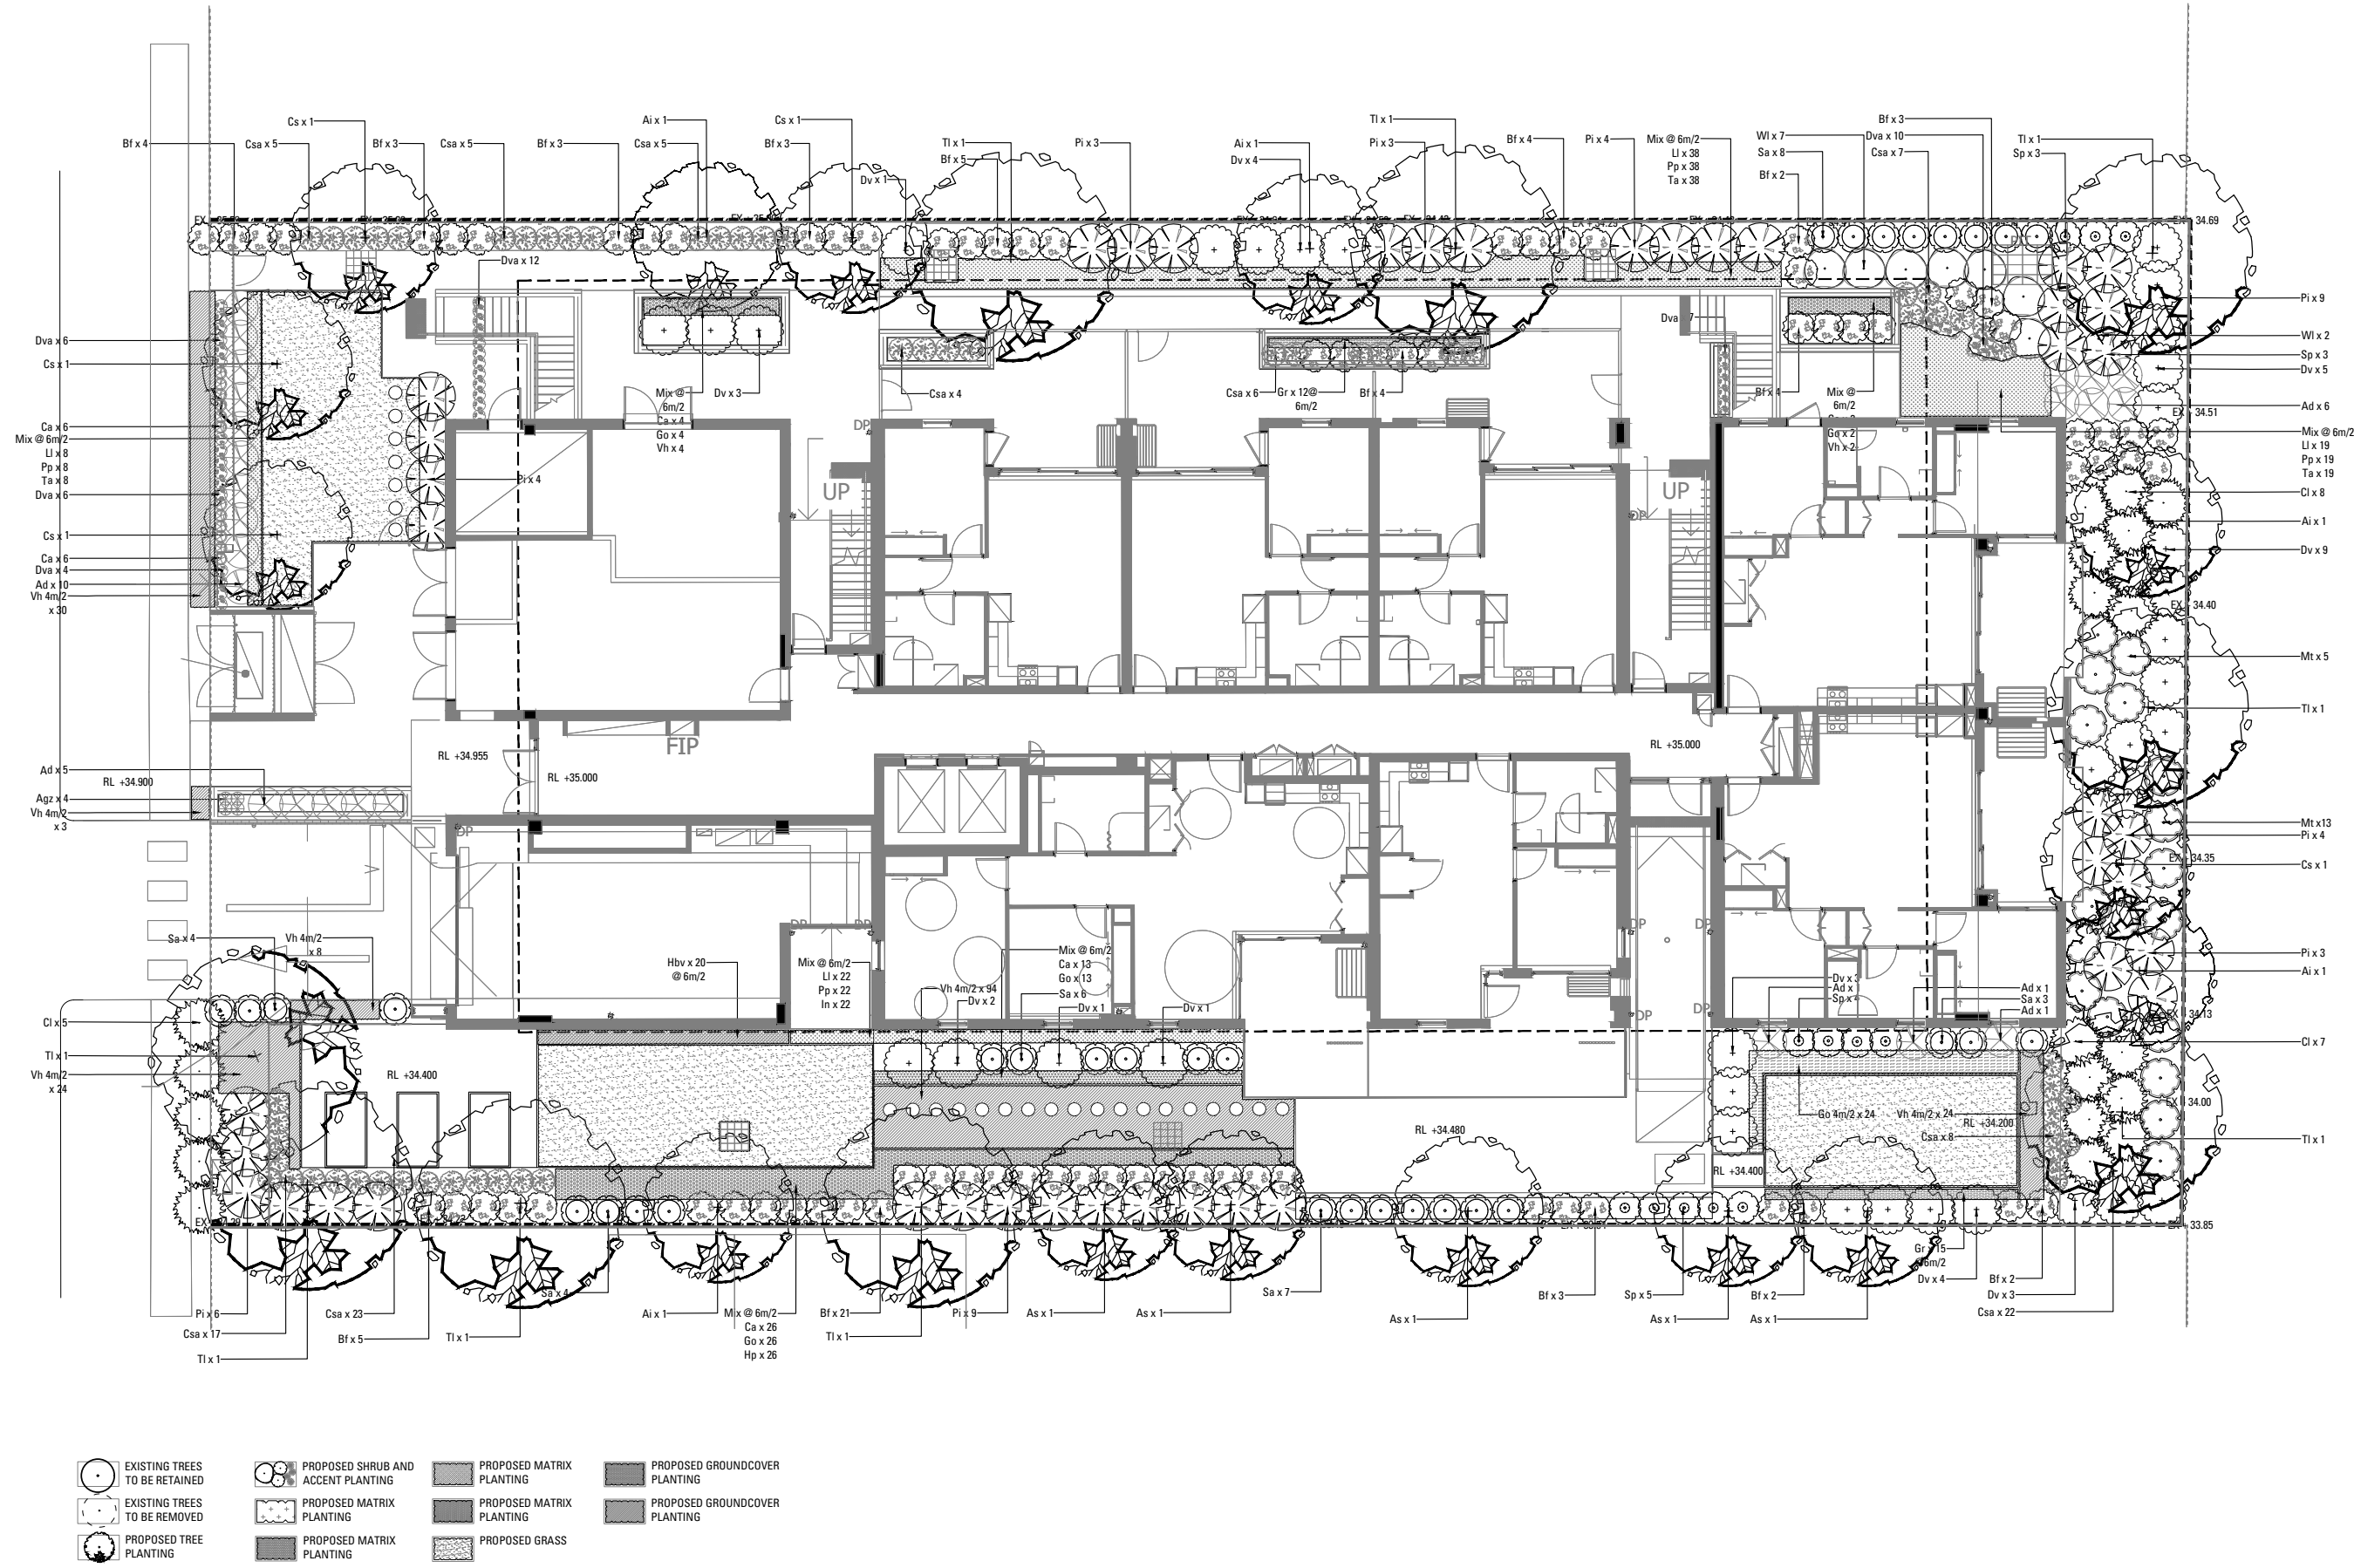 Cs x 1
Ai x 1
Cs x 1
Tl x 1
Bf x 3
Bf x 4
Csa x 5
Bf x 3
Csa x 5
Bf x 3
Csa x 5
Bf x 3
Tl x 1
Bf x 5
Pi x 3
Ai x 1
Dv x 4
Pi x 3
Bf x 4
Pi x 4
Mix @ 6m/2
Ll x 38
Pp x 38
Ta x 38
Wl x 7
Sa x 8
Bf x 2
Dva x 10
Csa x 7
Tl x 1
Sp x 3
Dv x 1
34.69
Dva x 12
Pi x 9
Wl x 2
Sp x 3
Dv x 5
Ad x 6
EX 34.51
Mix @ 6m/2
Ll x 19
Pp x 19
Ta x 19
Cl x 8
Ai x 1
Dv x 9
EX 34.40
Mt x 5
Tl x 1
Mt x13
Pi x 4
EX 34.35
Cs x 1
Pi x 3
Ai x 1
34.13
Cl x 7
34.00
Tl x 1
33.85
Dva x 6
Cs x 1
Ca x 6
Mix @ 6m/2
Ll x 8
Pp x 8
Ta x 8
Dva x 6
Cs x 1
Ca x 6
Dva x 4
Ad x 10
Vh 4m/2
x 30
Pi x 4
Mix @
6m/2
Ca x 4
Go x 4
Vh x 4
Dv x 3
Csa x 4
Csa x 6
Gr x 12@
6m/2
Bf x 4
Bf x 4
Mix @
6m/2
Go x 2
Vh x 2
DP
UP
UP
DP
FIP
RL +34.955
RL +35.000
RL +35.000
Ad x 5
RL +34.900
Agz x 4
Vh 4m/2
x 3
DP
DP
DP
DP
DP
DP
DP
Sa x 4
Vh 4m/2
x 8
Hbv x 20
@ 6m/2
Mix @ 6m/2
Ll x 22
Pp x 22
In x 22
Mix @ 6m/2
Ca x 13
Go x 13
Sa x 6
Dv x 1
Vh 4m/2 x 94
Dv x 2
Dv x 1
Dv x 3
Sp x 4
Ad x 1
Sa x 3
Ad x 1
Cl x 5
Tl x 1
Vh 4m/2
x 24
RL +34.400
RL +34.480
Go 4m/2 x 24
Vh 4m/2 x 24
RL +34.200
Csa x 8
RL +34.400
Pi x 6
Csa x 17
Tl x 1
Csa x 23
Bf x 5
Tl x 1
Sa x 4
Ai x 1
Mix @ 6m/2
Ca x 26
Go x 26
Hp x 26
Bf x 21
Tl x 1
Pi x 9
As x 1
As x 1
Sa x 7
As x 1
Bf x 3
Sp x 5
As x 1
Bf x 2
As x 1
Gr x 15
6m/2
Dv x 4
Bf x 2
Dv x 3
Csa x 22
EXISTING TREES
TO BE RETAINED
EXISTING TREES
TO BE REMOVED
PROPOSED TREE
PLANTING
PROPOSED SHRUB AND
ACCENT PLANTING
PROPOSED MATRIX
PLANTING
PROPOSED MATRIX
PLANTING
PROPOSED MATRIX
PLANTING
PROPOSED MATRIX
PLANTING
PROPOSED GRASS
PROPOSED GROUNDCOVER
PLANTING
PROPOSED GROUNDCOVER
PLANTING